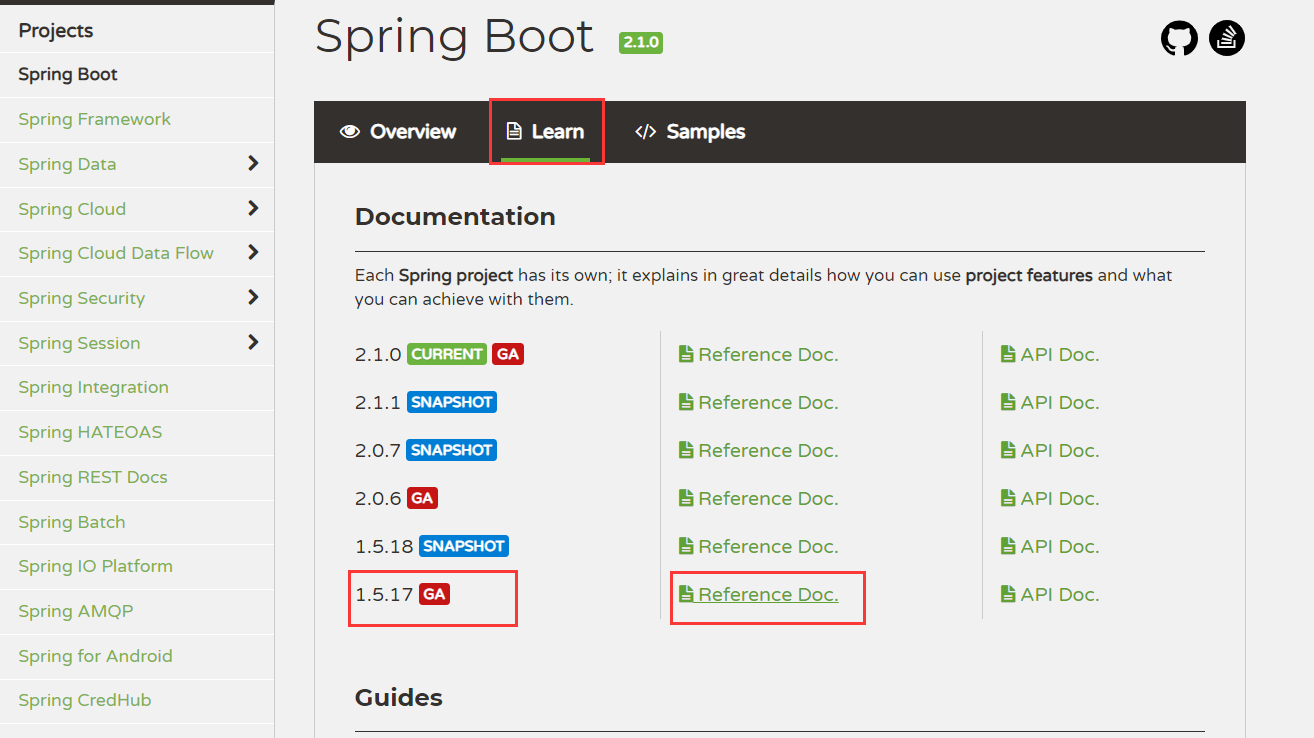 Projects
Spring Boot
Spring Framework
Spring Data
Spring Cloud
Spring Cloud Data Flow
Spring Security
Spring Session
Spring Integration
Spring HATEOAS
Spring REST Docs
Spring Batch
Spring IO Platform
Spring AMQP
Spring for Android
Spring CredHub
Spring Boot 2.1.0
Overview Learn </> Samples
Documentation
Each Spring project has its own; it explains in great details how you can use project features and what
you can achieve with them.
2.1.0 CURRENT GA Reference Doc. API Doc.
2.1.1 SNAPSHOT Reference Doc. API Doc.
2.0.7 SNAPSHOT Reference Doc. API Doc.
2.0.6 GA Reference Doc. API Doc.
1.5.18 SNAPSHOT Reference Doc. API Doc.
1.5.17 GA Reference Doc. API Doc.
Guides